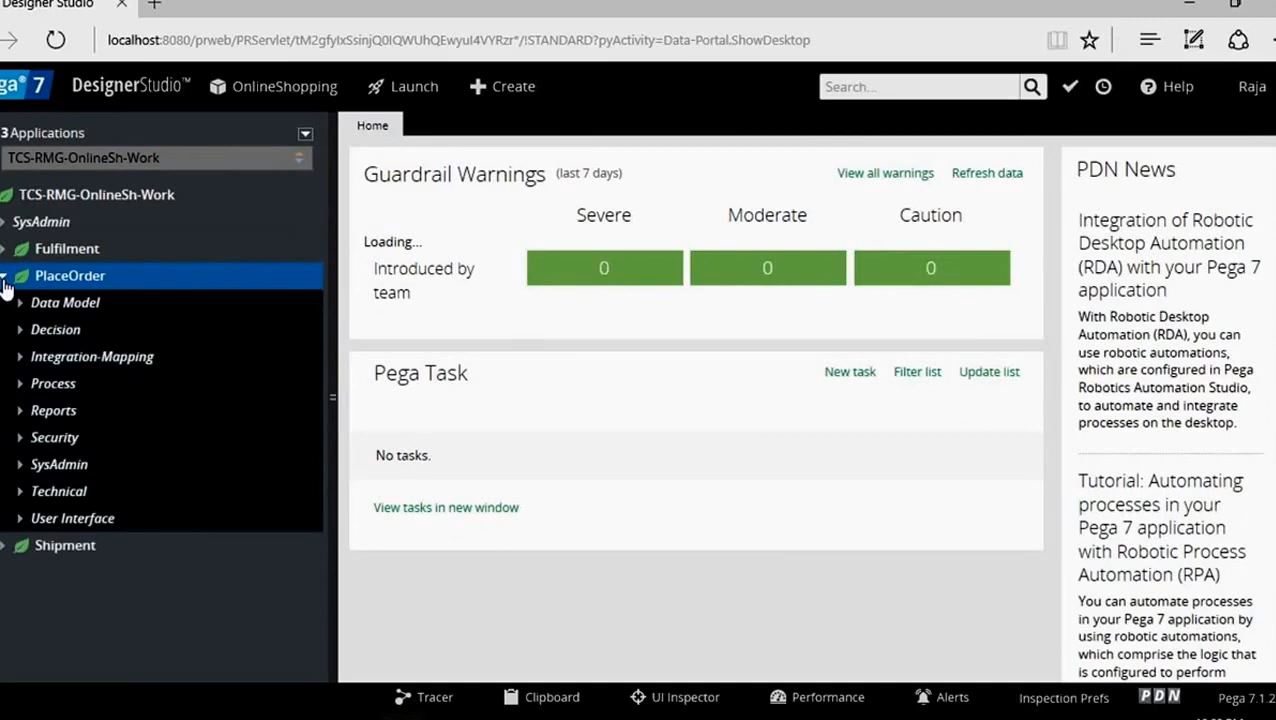 Designer Studio
localhost:8080/prweb/PRServlet/tM2gfyIxSsinjQ0IQWUhQEwyuI4VYRzr*/!STANDARD?pyActivity=Data-Portal.ShowDesktop
ga® 7 DesignerStudio™ OnlineShopping Launch Create Search... Help Raja
3 Applications
TCS-RMG-OnlineSh-Work
TCS-RMG-OnlineSh-Work
SysAdmin
Fulfilment
PlaceOrder
Data Model
Decision
Integration-Mapping
Process
Reports
Security
SysAdmin
Technical
User Interface
Shipment
Home
Guardrail Warnings (last 7 days) View all warnings Refresh data
Severe Moderate Caution
Loading...
Introduced by
team
0 0 0
Pega Task New task Filter list Update list
No tasks.
View tasks in new window
PDN News
Integration of Robotic
Desktop Automation
(RDA) with your Pega 7
application
With Robotic Desktop
Automation (RDA), you can
use robotic automations,
which are configured in Pega
Robotics Automation Studio,
to automate and integrate
processes on the desktop.
Tutorial: Automating
processes in your
Pega 7 application
with Robotic Process
Automation (RPA)
You can automate processes
in your Pega 7 application by
using robotic automations,
which comprise the logic that
is configured to perform
Tracer Clipboard UI Inspector Performance Alerts Inspection Prefs PDN Pega 7.1.2